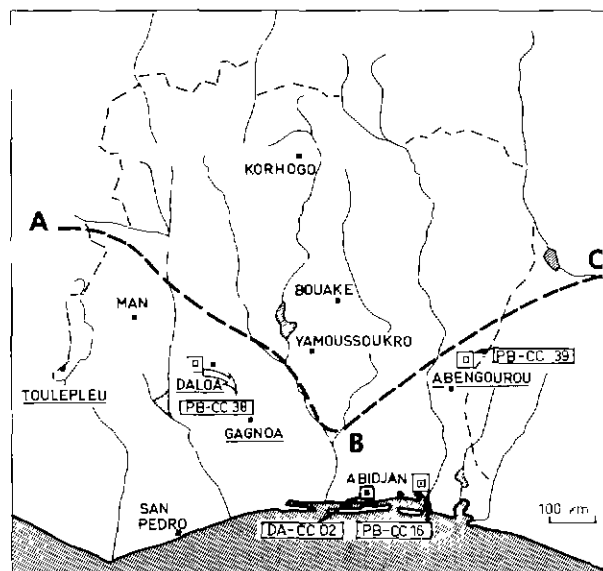 KORHOGO
A
C
MAN
BOUAKE
YAMOUSSOUKRO
PB-CC 39
TOULEPLEU
DALOA
ABENGOUROU
PB-CC 38
GAGNOA
B
ABIDJAN
SAN
PEDRO
100 km
DA-CC 02
PB-CC 16